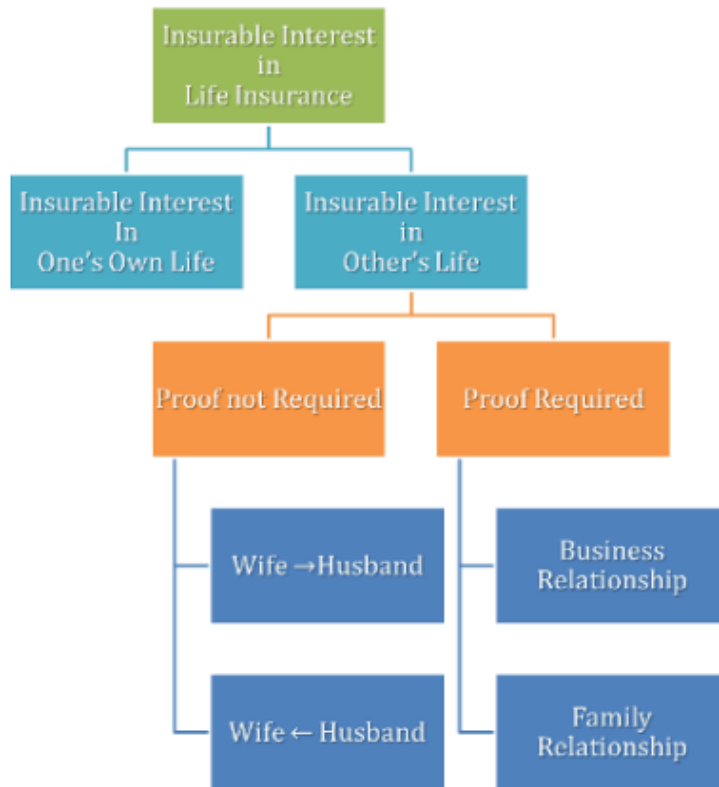 Insurable Interest
in
Life Insurance
Insurable Interest
In
One's Own Life
Insurable Interest
in
Other's Life
Proof not Required
Proof Required
Wife →Husband
Business
Relationship
Wife ← Husband
Family
Relationship